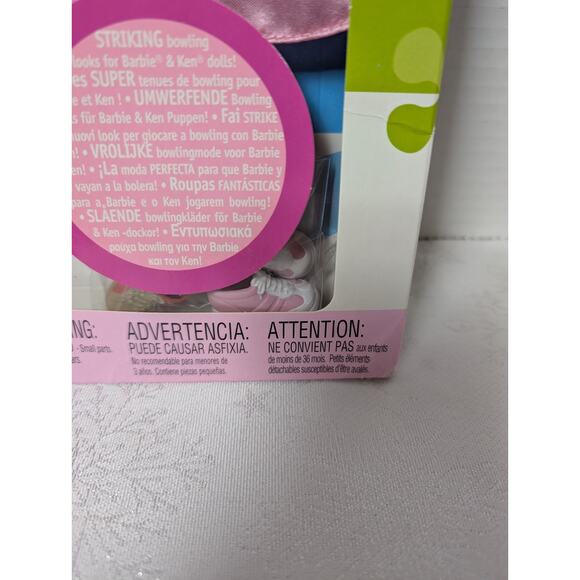 STRIKING bowling
looks for Barbie® & Ken® dolls!
es SUPER tenues de bowling pour
e et Ken ! • UMWERFENDE Bowling
s für Barbie & Ken Puppen! • Fai STRIKE
nuovi look per giocare a bowling con Barbie
en! • VROLIJKE bowlingmode voor Barbie
en! • ¡La moda PERFECTA para que Barbie y
vayan a la bolera! • Roupas FANTÁSTICAS
para a Barbie e o Ken jogarem bowling!
• SLAENDE bowlingkläder för Barbie
& Ken -dockor! • Εντυπωσιακά
ρούχα bowling για την Barbie
και τον Ken!
NG: ADVERTENCIA: ATTENTION:
- Small parts. PUEDE CAUSAR ASFIXIA. NE CONVIENT PAS aux enfants
ers. No recomendable para menores de de moins de 36 mois. Petits éléments
3 años. Contiene piezas pequeñas. détachables susceptibles d'être avalés.